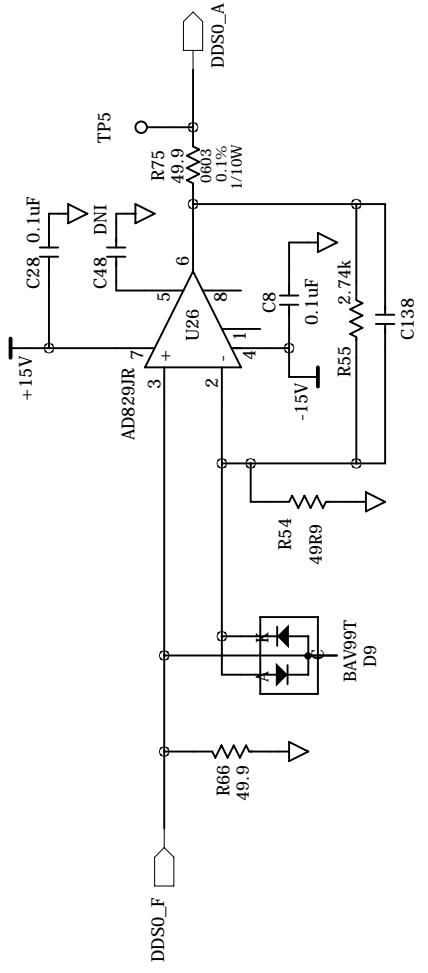 DDS0_F
R66
49.9
BAV99T
D9
A
K
C
R54
49R9
+15V
C28 0.1uF
C48 DNI
AD829JR
U26
3
+
2
-
7
5
6
8
1
4
-15V
C8
0.1uF
R55 2.74k
C138
R75
49.9
0603
0.1%
1/10W
TP5
DDS0_A